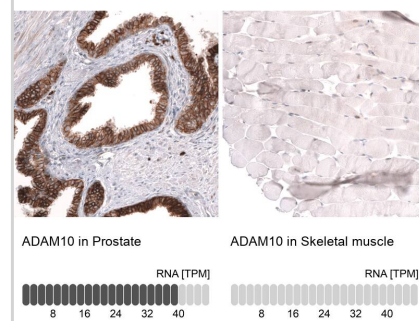 ADAM10 in Prostate
RNA [TPM]
8 16 24 32 40
ADAM10 in Skeletal muscle
RNA [TPM]
8 16 24 32 40